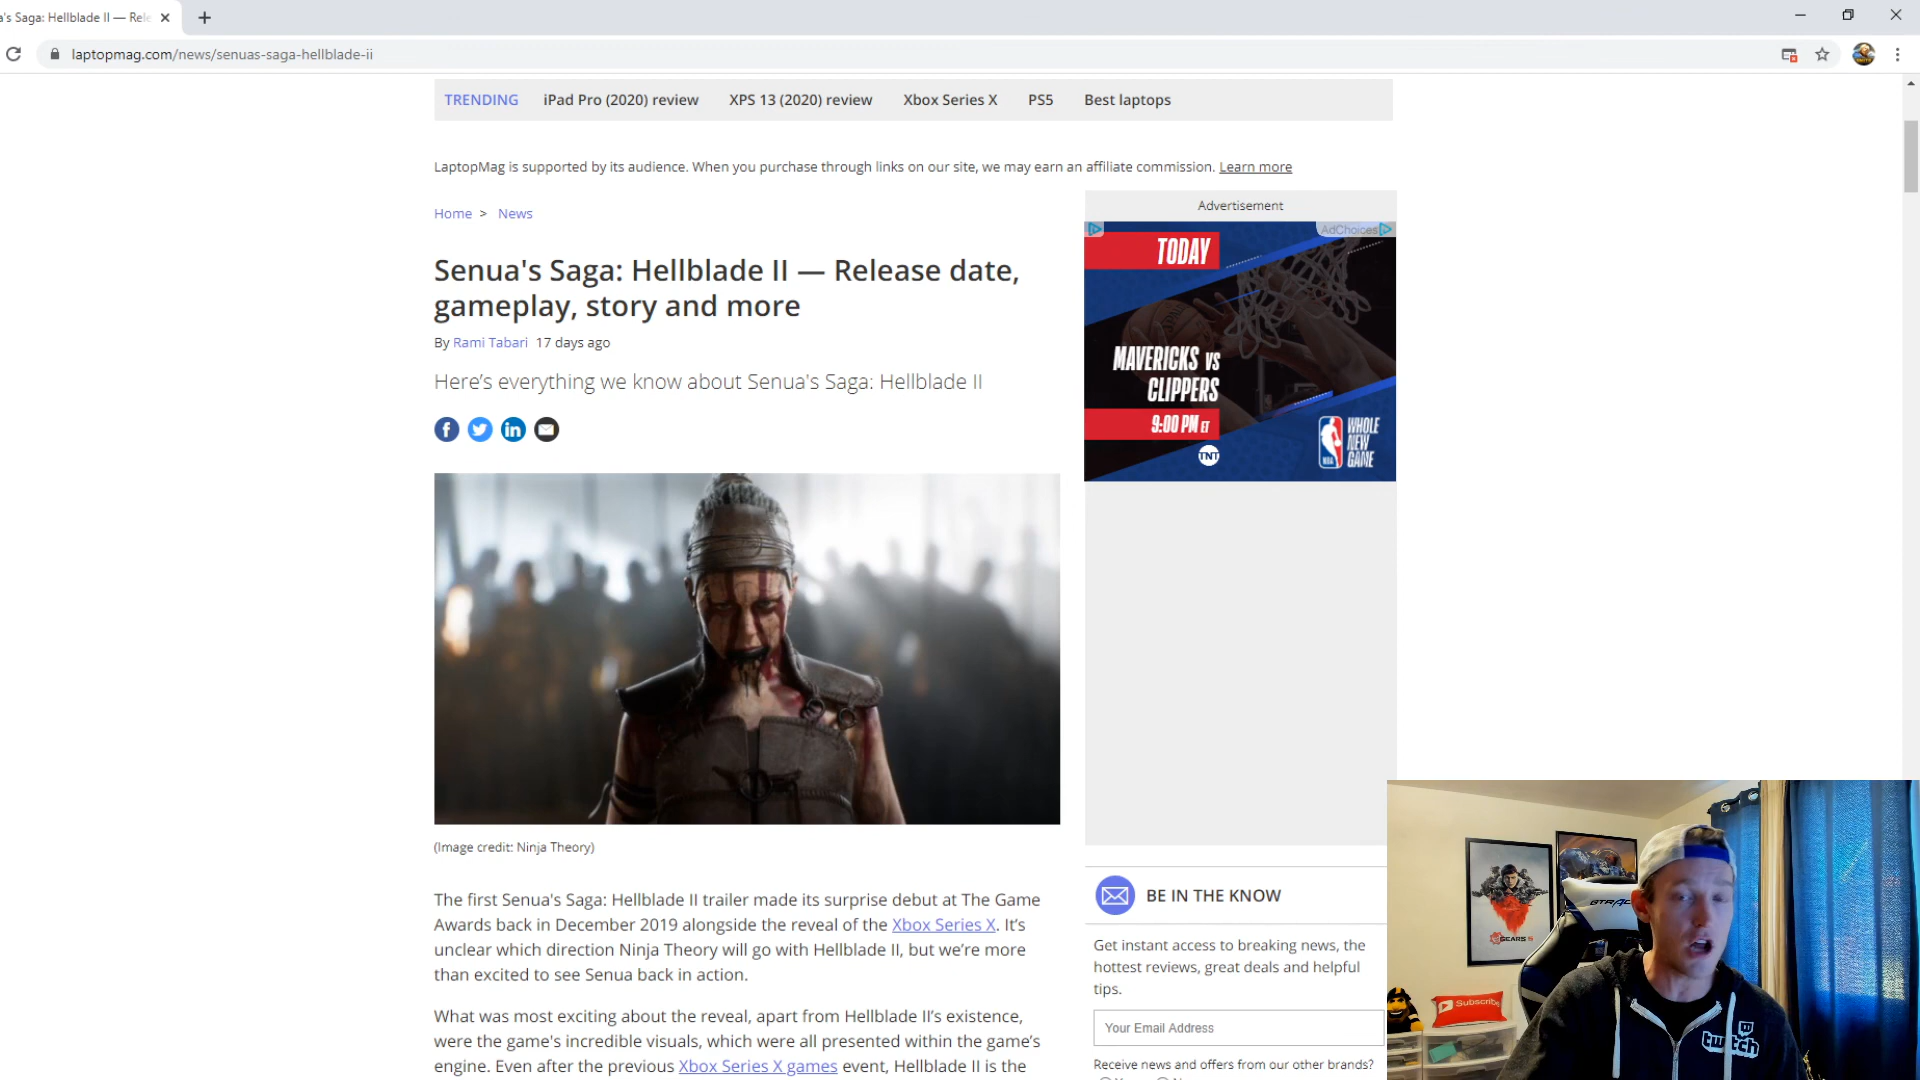 a's Saga: Hellblade II — Rele
laptopmag.com/news/senuas-saga-hellblade-ii
TRENDING iPad Pro (2020) review XPS 13 (2020) review Xbox Series X PS5 Best laptops
LaptopMag is supported by its audience. When you purchase through links on our site, we may earn an affiliate commission. Learn more
Home > News
Senua's Saga: Hellblade II — Release date,
gameplay, story and more
By Rami Tabari 17 days ago
Here's everything we know about Senua's Saga: Hellblade II
(Image credit: Ninja Theory)
The first Senua's Saga: Hellblade II trailer made its surprise debut at The Game
Awards back in December 2019 alongside the reveal of the Xbox Series X. It's
unclear which direction Ninja Theory will go with Hellblade II, but we're more
than excited to see Senua back in action.
What was most exciting about the reveal, apart from Hellblade II's existence,
were the game's incredible visuals, which were all presented within the game's
engine. Even after the previous Xbox Series X games event, Hellblade II is the
Advertisement
AdChoices
TODAY
MAVERICKS VS
CLIPPERS
9:00 PM ET
TNT
NBA
WHOLE
NEW
GAME
BE IN THE KNOW
Get instant access to breaking news, the
hottest reviews, great deals and helpful
tips.
Your Email Address
Receive news and offers from our other brands?
GEARS 5
GTRAC
Subscribe
twitch